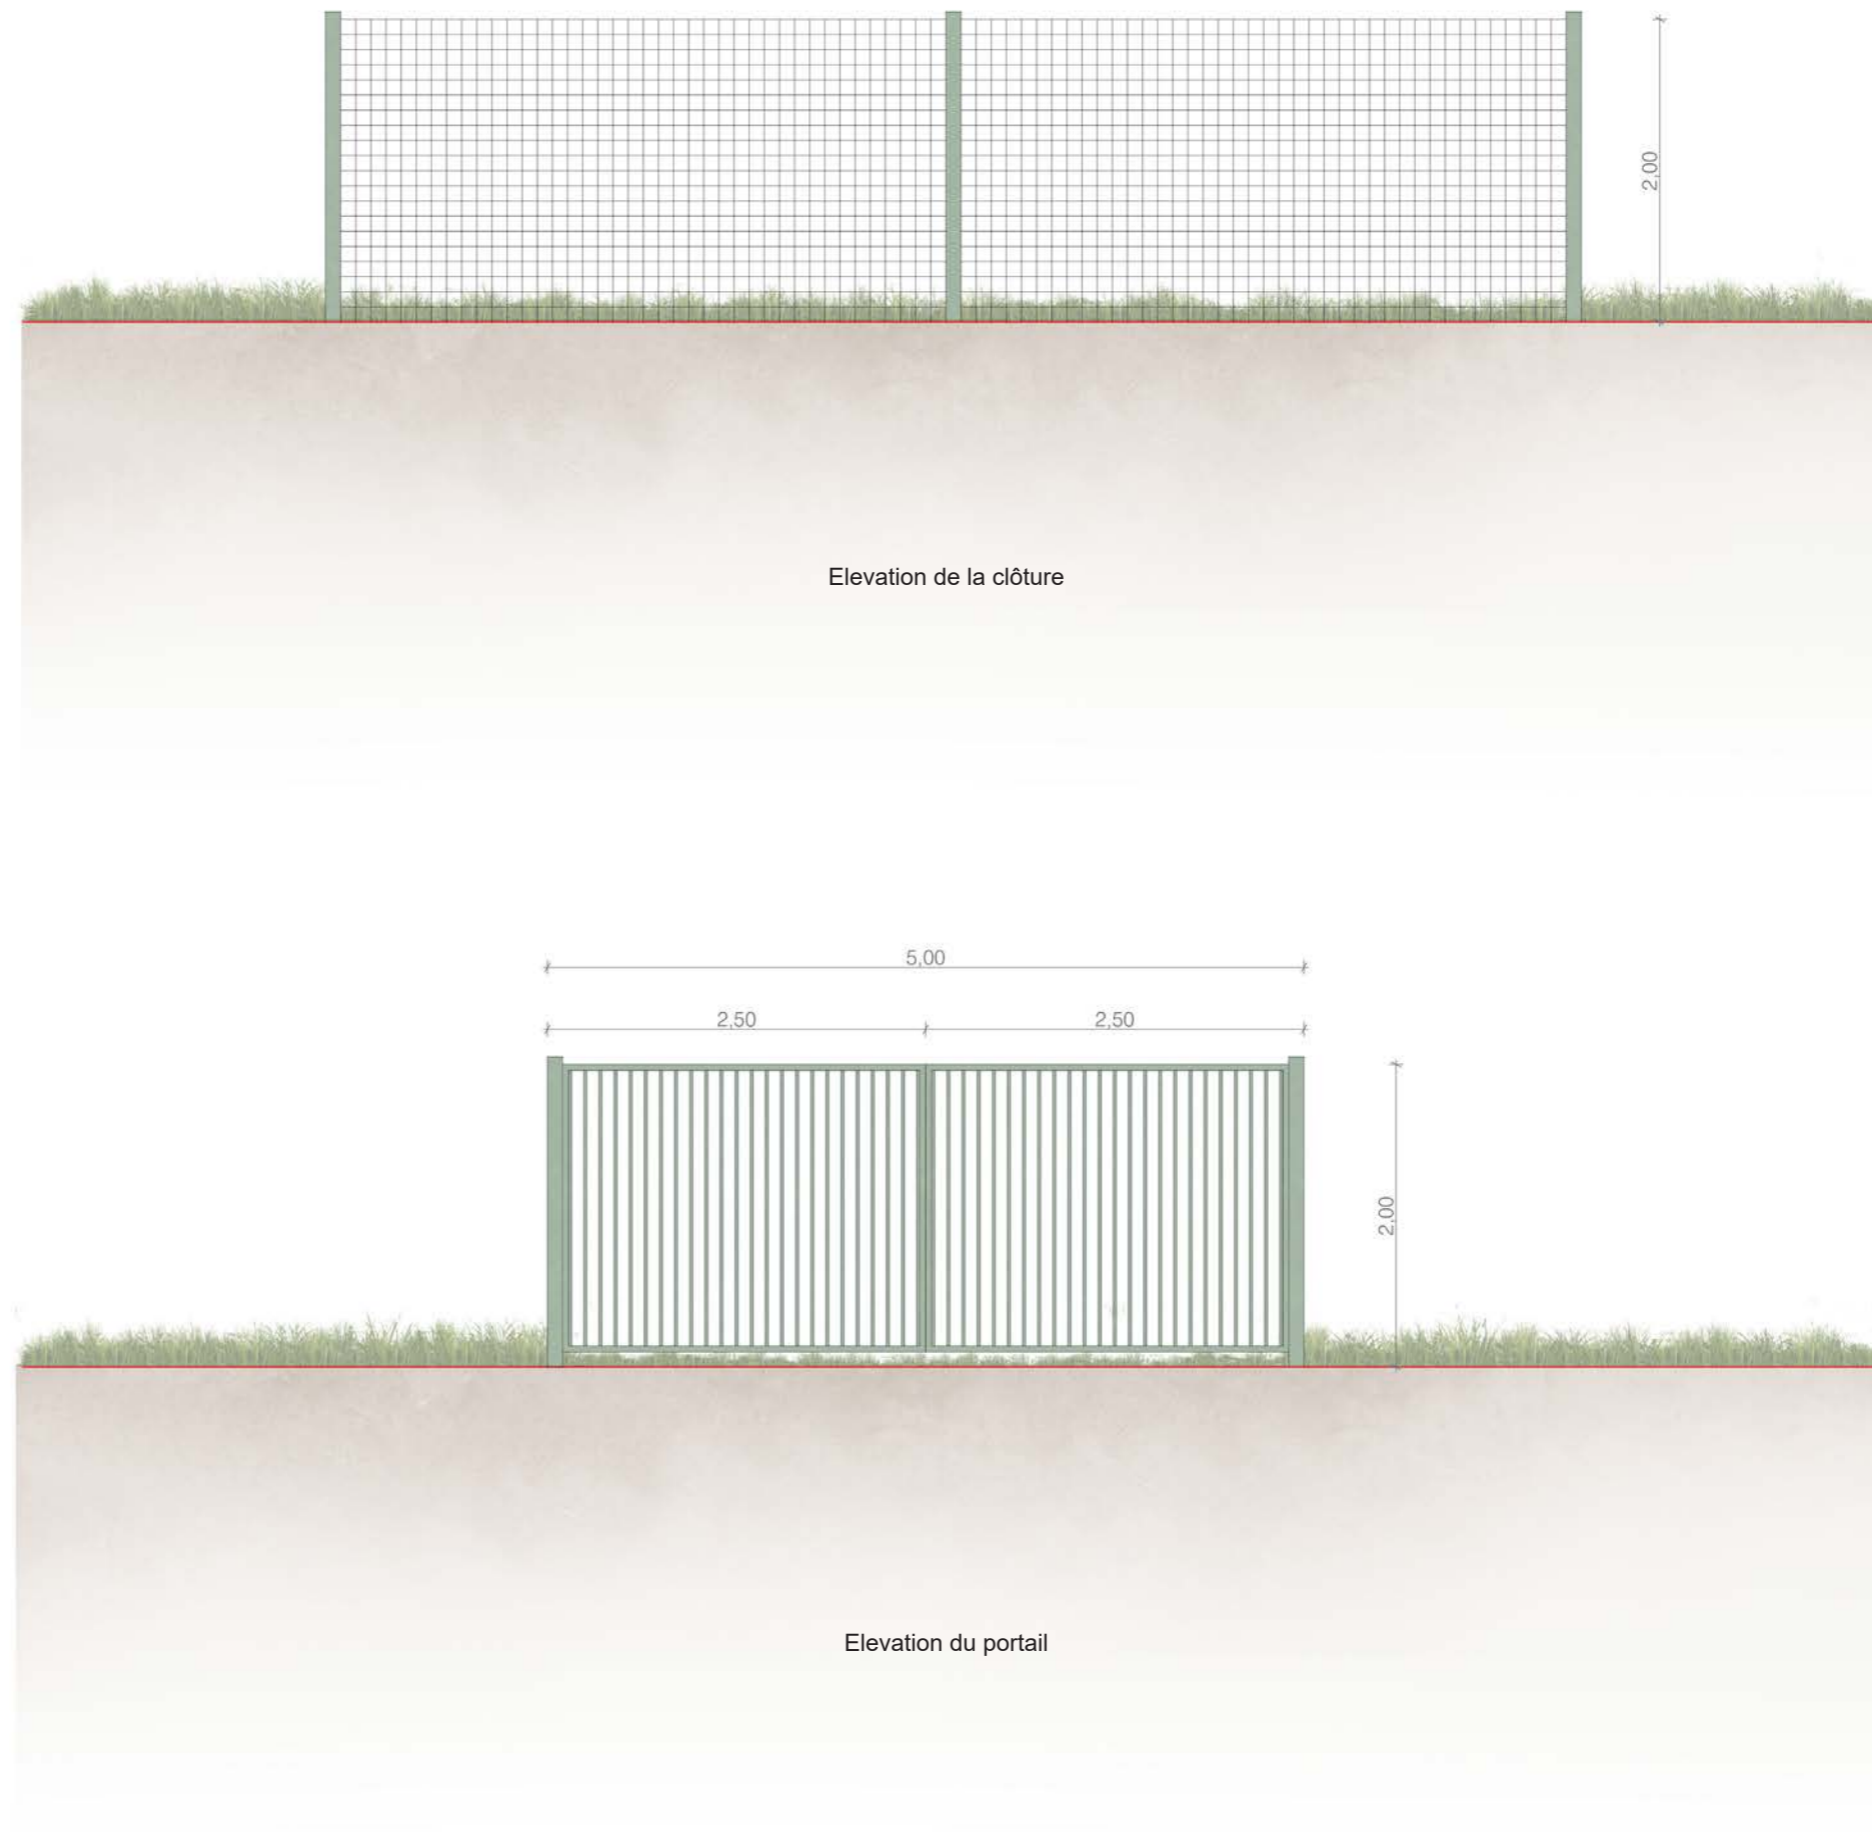 2,00
Elevation de la clôture
5,00
2,50 2,50
2,00
Elevation du portail